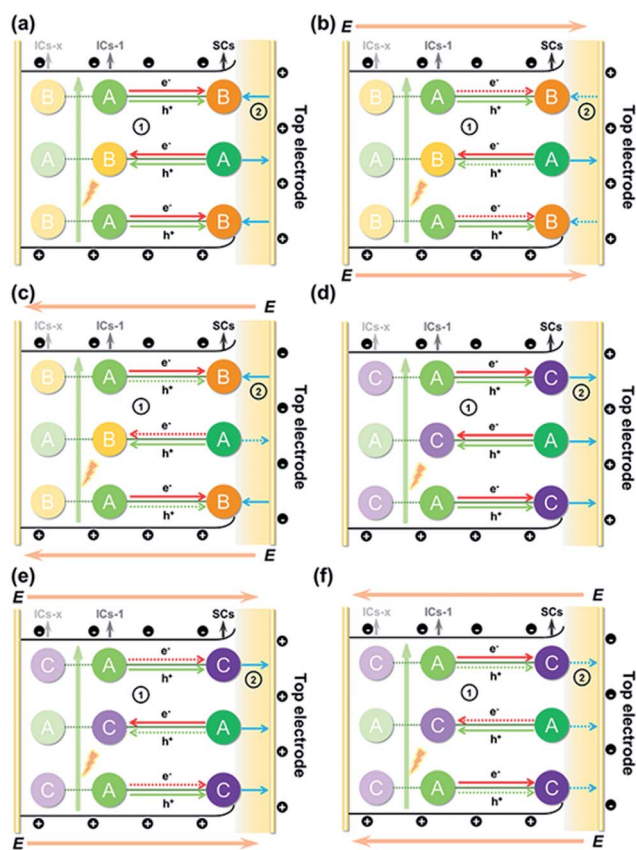 (a)
ICs-x ICs-1 SCs
B A e- h+ B
① ②
A B e- h+ A
B A e- h+ B
Top electrode
(b)
E
ICs-x ICs-1 SCs
B A e- h+ B
① ②
A B e- h+ A
B A e- h+ B
Top electrode
E
(c)
E
ICs-x ICs-1 SCs
B A e- h+ B
① ②
A B e- h+ A
B A e- h+ B
Top electrode
E
(d)
ICs-x ICs-1 SCs
C A e- h+ C
① ②
A C e- h+ A
C A e- h+ C
Top electrode
(e)
E
ICs-x ICs-1 SCs
C A e- h+ C
① ②
A C e- h+ A
C A e- h+ C
Top electrode
E
(f)
E
ICs-x ICs-1 SCs
C A e- h+ C
① ②
A C e- h+ A
C A e- h+ C
Top electrode
E